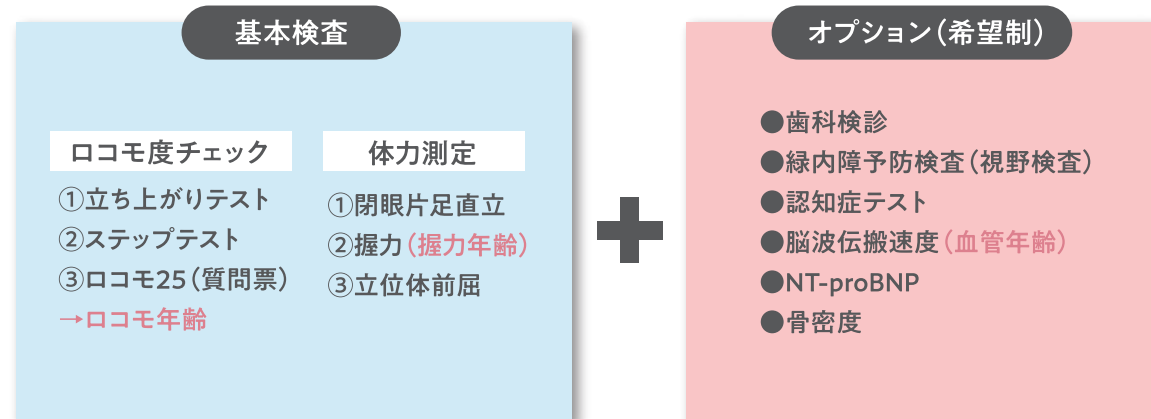 基本検査
ロコモ度チェック
①立ち上がりテスト
②ステップテスト
③ロコモ25（質問票）
→ロコモ年齢
体力測定
①閉眼片足直立
②握力（握力年齢）
③立位体前屈
＋
オプション（希望制）
●歯科検診
●緑内障予防検査（視野検査）
●認知症テスト
●脳波伝搬速度（血管年齢）
●NT-proBNP
●骨密度